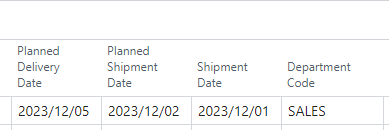 Planned Delivery Date
Planned Shipment Date
Shipment Date
Department Code
2023/12/05 2023/12/02 2023/12/01 SALES